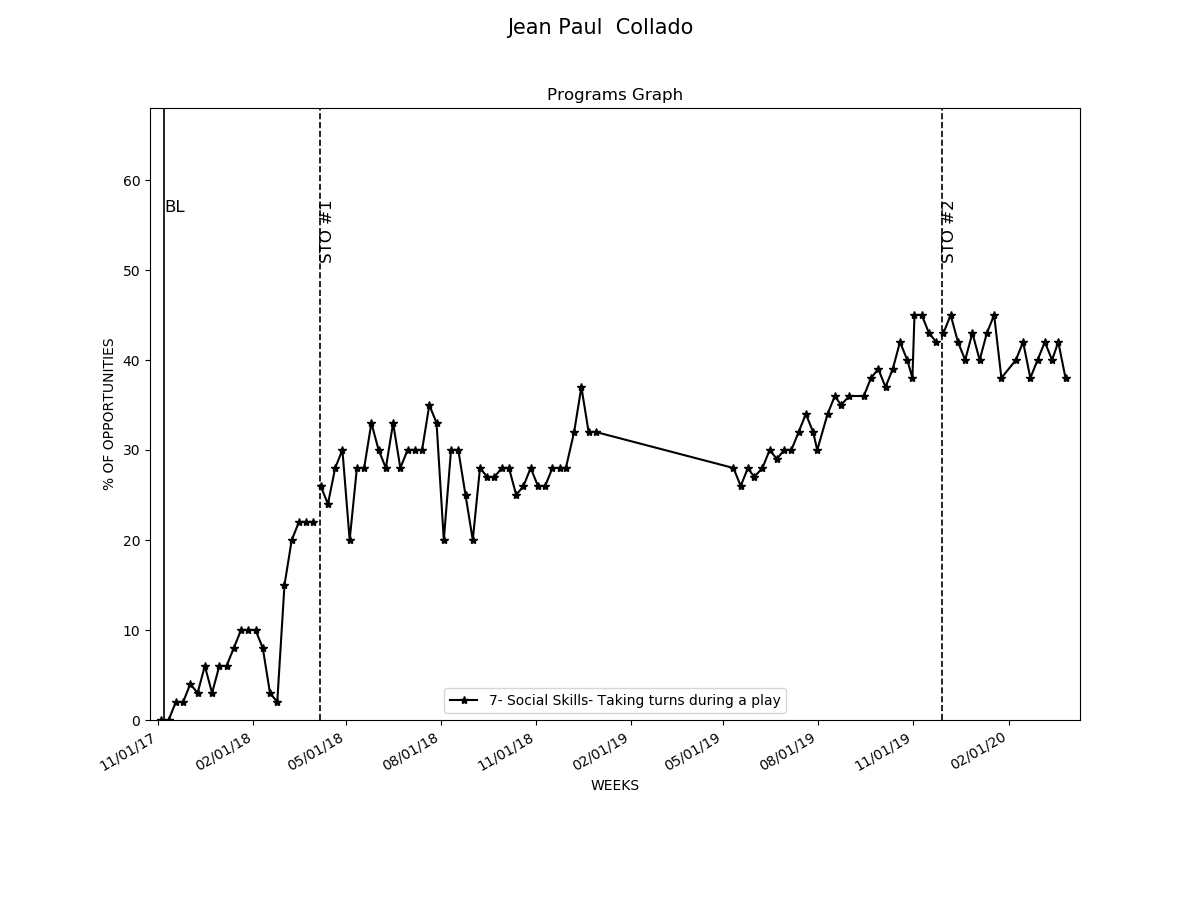 Jean Paul  Collado
Programs Graph
% OF OPPORTUNITIES
60
50
40
30
20
10
0
BL
STO #1
STO #2
7- Social Skills- Taking turns during a play
11/01/17
02/01/18
05/01/18
08/01/18
11/01/18
02/01/19
05/01/19
08/01/19
11/01/19
02/01/20
WEEKS